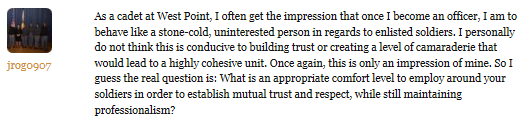 As a cadet at West Point, I often get the impression that once I become an officer, I am to
behave like a stone-cold, uninterested person in regards to enlisted soldiers. I personally
do not think this is conducive to building trust or creating a level of camaraderie that
would lead to a highly cohesive unit. Once again, this is only an impression of mine. So I
guess the real question is: What is an appropriate comfort level to employ around your
soldiers in order to establish mutual trust and respect, while still maintaining
professionalism?
jrog0907